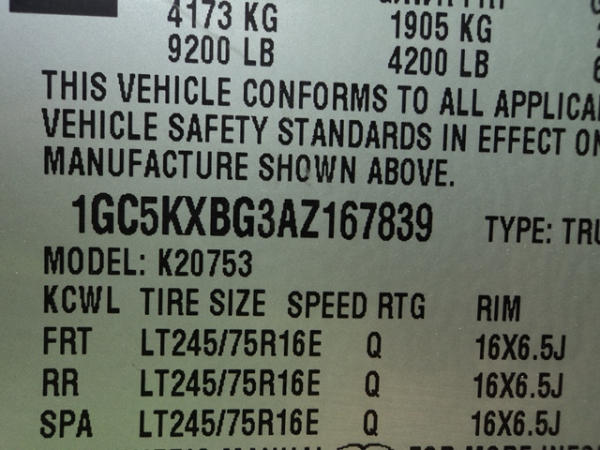 4173 KG 1905 KG
9200 LB 4200 LB
THIS VEHICLE CONFORMS TO ALL
VEHICLE SAFETY STANDARDS IN EFFECT ON
MANUFACTURE SHOWN ABOVE.
1GC5KXBG3AZ167839 TYPE:
MODEL: K20753
KCWL TIRE SIZE SPEED RTG RIM
FRT LT245/75R16E Q 16X6.5J
RR LT245/75R16E Q 16X6.5J
SPA LT245/75R16E Q 16X6.5J